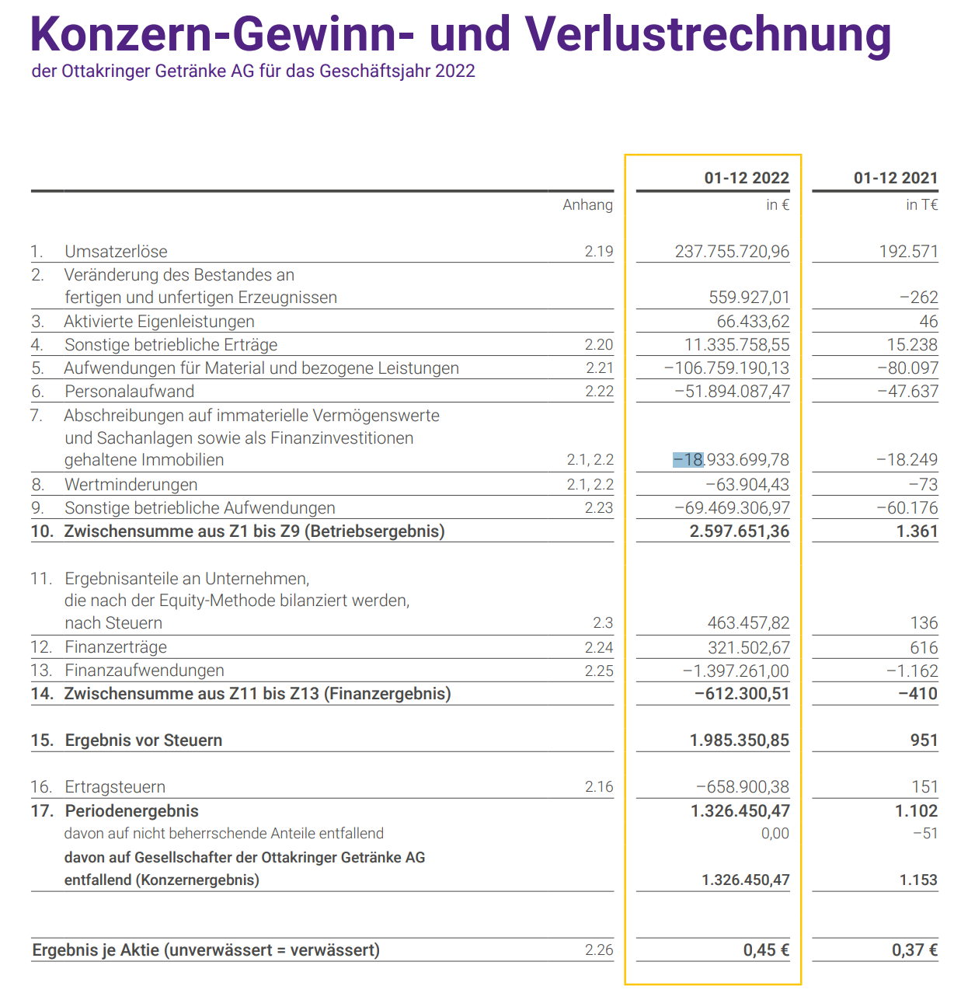 Konzern-Gewinn- und Verlustrechnung
der Ottakringer Getränke AG für das Geschäftsjahr 2022
01-12 2022 01-12 2021
Anhang in € in T€
1. Umsatzerlöse 2.19 237.755.720,96 192.571
2. Veränderung des Bestandes an
fertigen und unfertigen Erzeugnissen 559.927,01 –262
3. Aktivierte Eigenleistungen 66.433,62 46
4. Sonstige betriebliche Erträge 2.20 11.335.758,55 15.238
5. Aufwendungen für Material und bezogene Leistungen 2.21 –106.759.190,13 –80.097
6. Personalaufwand 2.22 –51.894.087,47 –47.637
7. Abschreibungen auf immaterielle Vermögenswerte
und Sachanlagen sowie als Finanzinvestitionen
gehaltene Immobilien 2.1, 2.2 –18.933.699,78 –18.249
8. Wertminderungen 2.1, 2.2 –63.904,43 –73
9. Sonstige betriebliche Aufwendungen 2.23 –69.469.306,97 –60.176
10. Zwischensumme aus Z1 bis Z9 (Betriebsergebnis) 2.597.651,36 1.361
11. Ergebnisanteile an Unternehmen,
die nach der Equity-Methode bilanziert werden,
nach Steuern 2.3 463.457,82 136
12. Finanzerträge 2.24 321.502,67 616
13. Finanzaufwendungen 2.25 –1.397.261,00 –1.162
14. Zwischensumme aus Z11 bis Z13 (Finanzergebnis) –612.300,51 –410
15. Ergebnis vor Steuern 1.985.350,85 951
16. Ertragsteuern 2.16 –658.900,38 151
17. Periodenergebnis 1.326.450,47 1.102
davon auf nicht beherrschende Anteile entfallend 0,00 –51
davon auf Gesellschafter der Ottakringer Getränke AG
entfallend (Konzernergebnis) 1.326.450,47 1.153
Ergebnis je Aktie (unverwässert = verwässert) 2.26 0,45 € 0,37 €